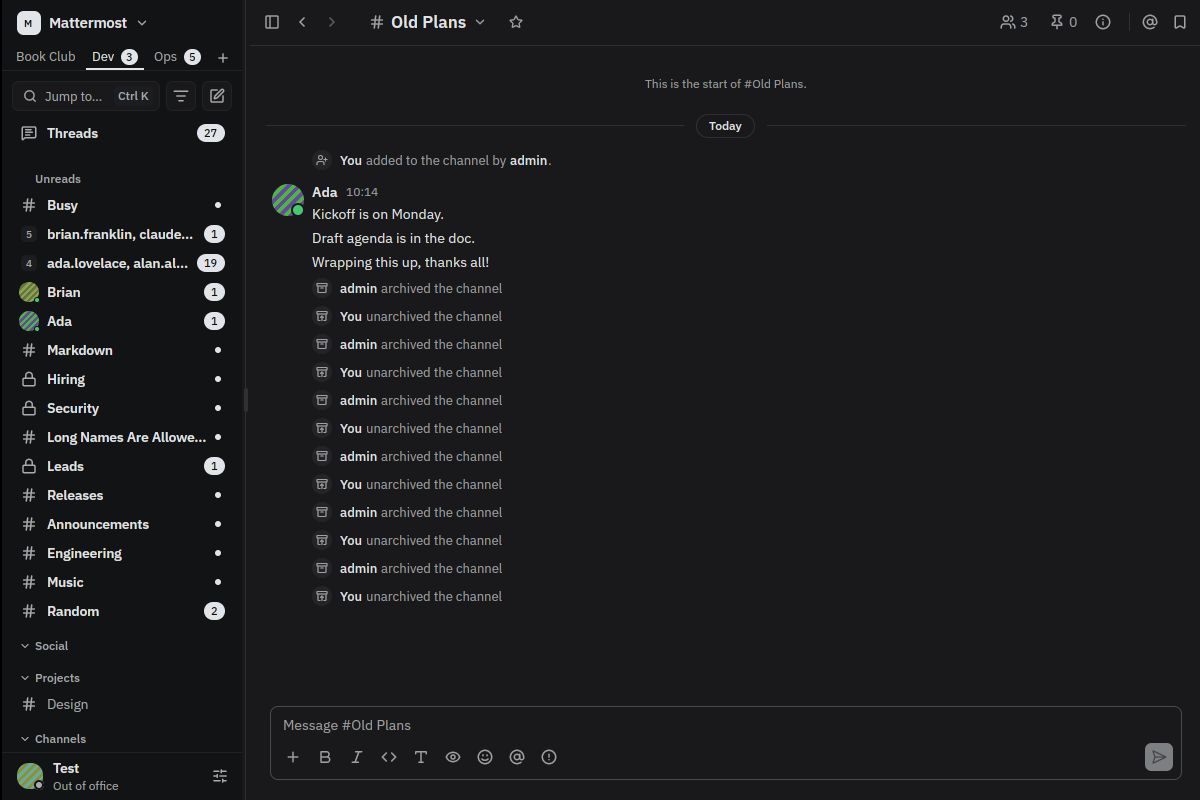 M Mattermost
Book Club Dev 3 Ops 5
Jump to... Ctrl K
Threads 27
Unreads
Busy
5 brian.franklin, claude... 1
4 ada.lovelace, alan.al... 19
Brian 1
Ada 1
Markdown
Hiring
Security
Long Names Are Allowe...
Leads 1
Releases
Announcements
Engineering
Music
Random 2
Social
Projects
Design
Channels
Test
Out of office
Old Plans
3
0
This is the start of #Old Plans.
Today
You added to the channel by admin.
Ada 10:14
Kickoff is on Monday.
Draft agenda is in the doc.
Wrapping this up, thanks all!
admin archived the channel
You unarchived the channel
admin archived the channel
You unarchived the channel
admin archived the channel
You unarchived the channel
admin archived the channel
You unarchived the channel
admin archived the channel
You unarchived the channel
admin archived the channel
You unarchived the channel
Message #Old Plans